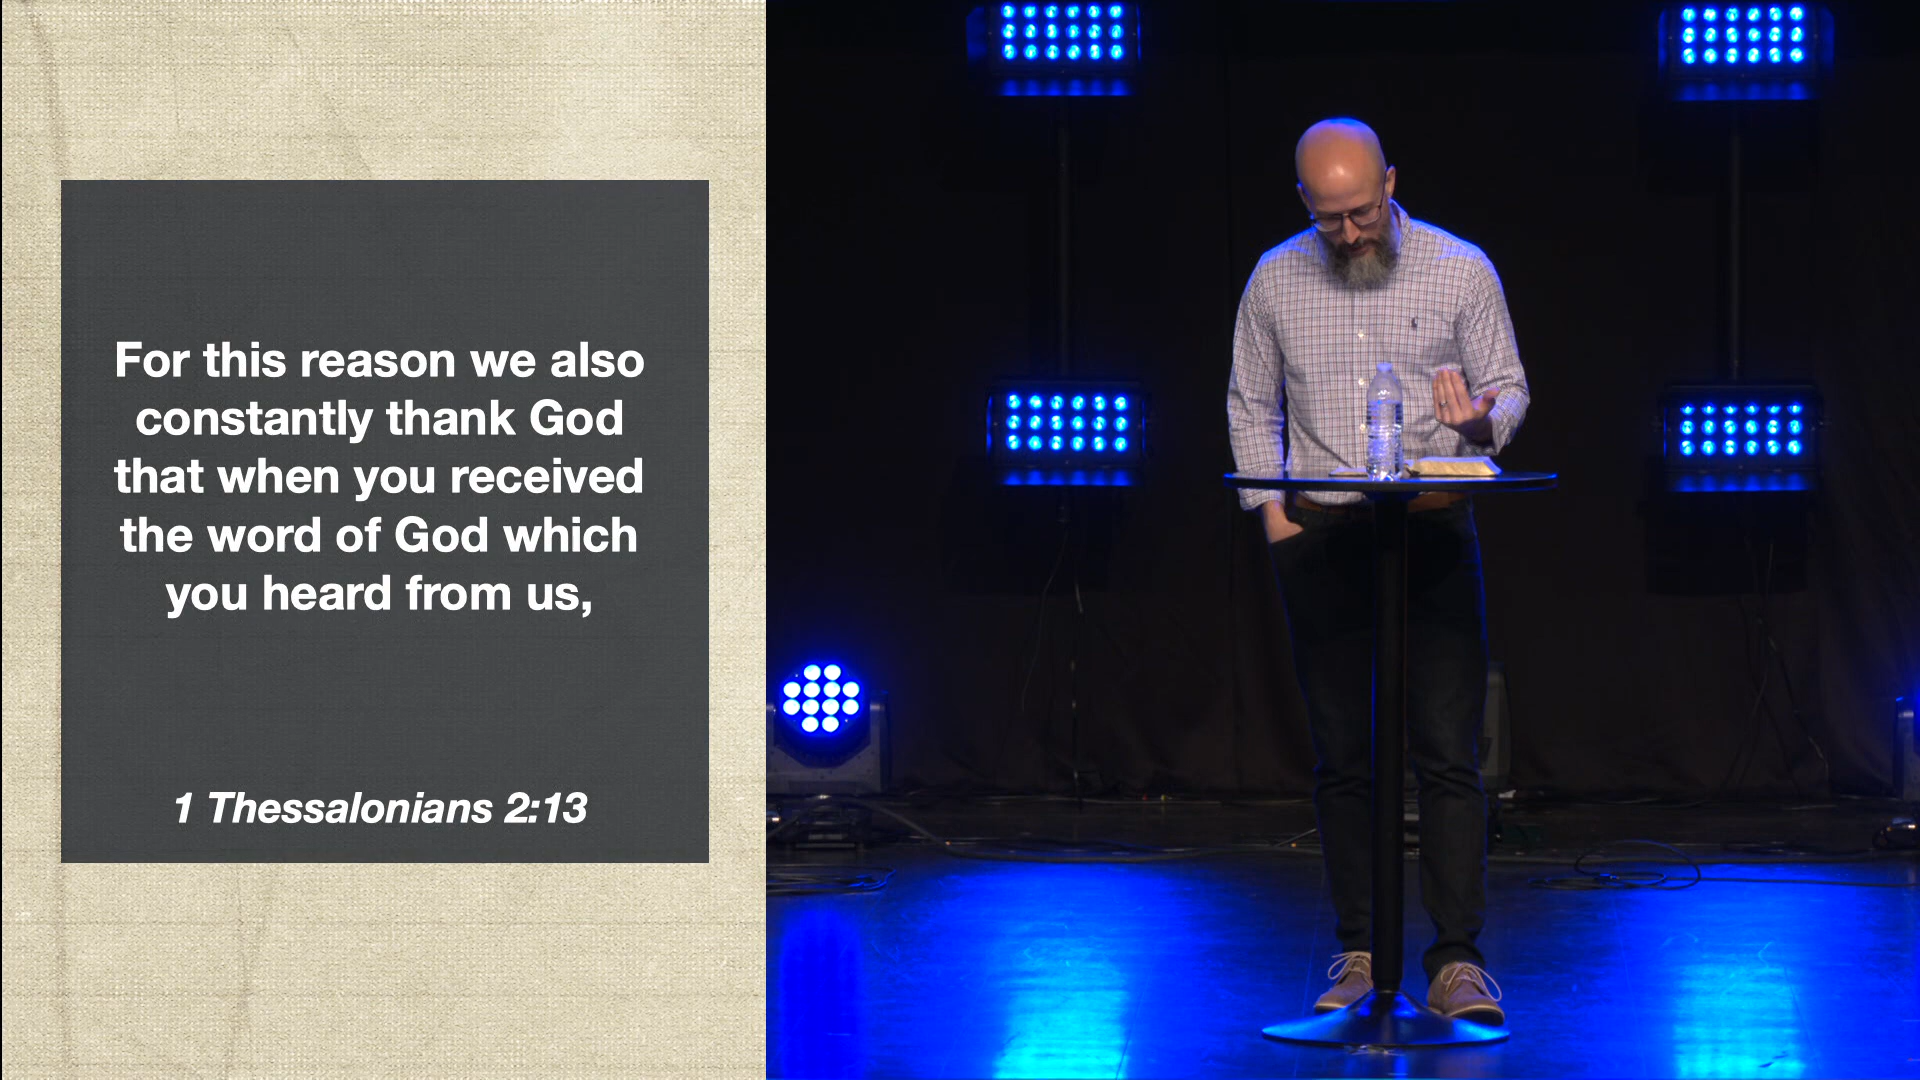 For this reason we also
constantly thank God
that when you received
the word of God which
you heard from us,
1 Thessalonians 2:13